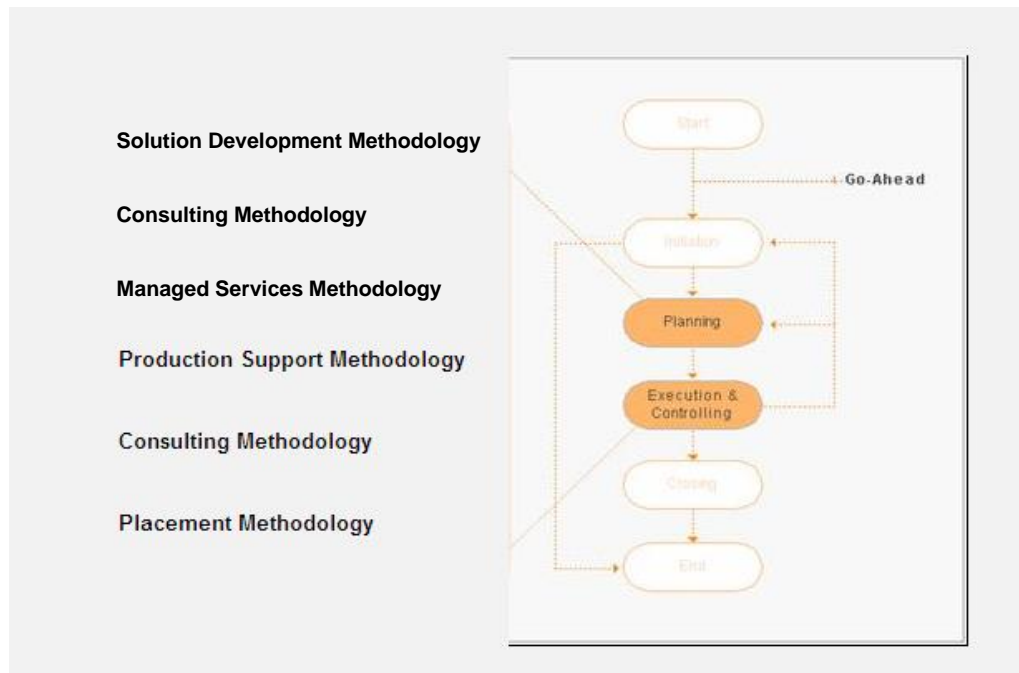 Solution Development Methodology
Consulting Methodology
Managed Services Methodology
Production Support Methodology
Consulting Methodology
Placement Methodology
Start
Go-Ahead
Initiation
Planning
Execution &
Controlling
Closing
End